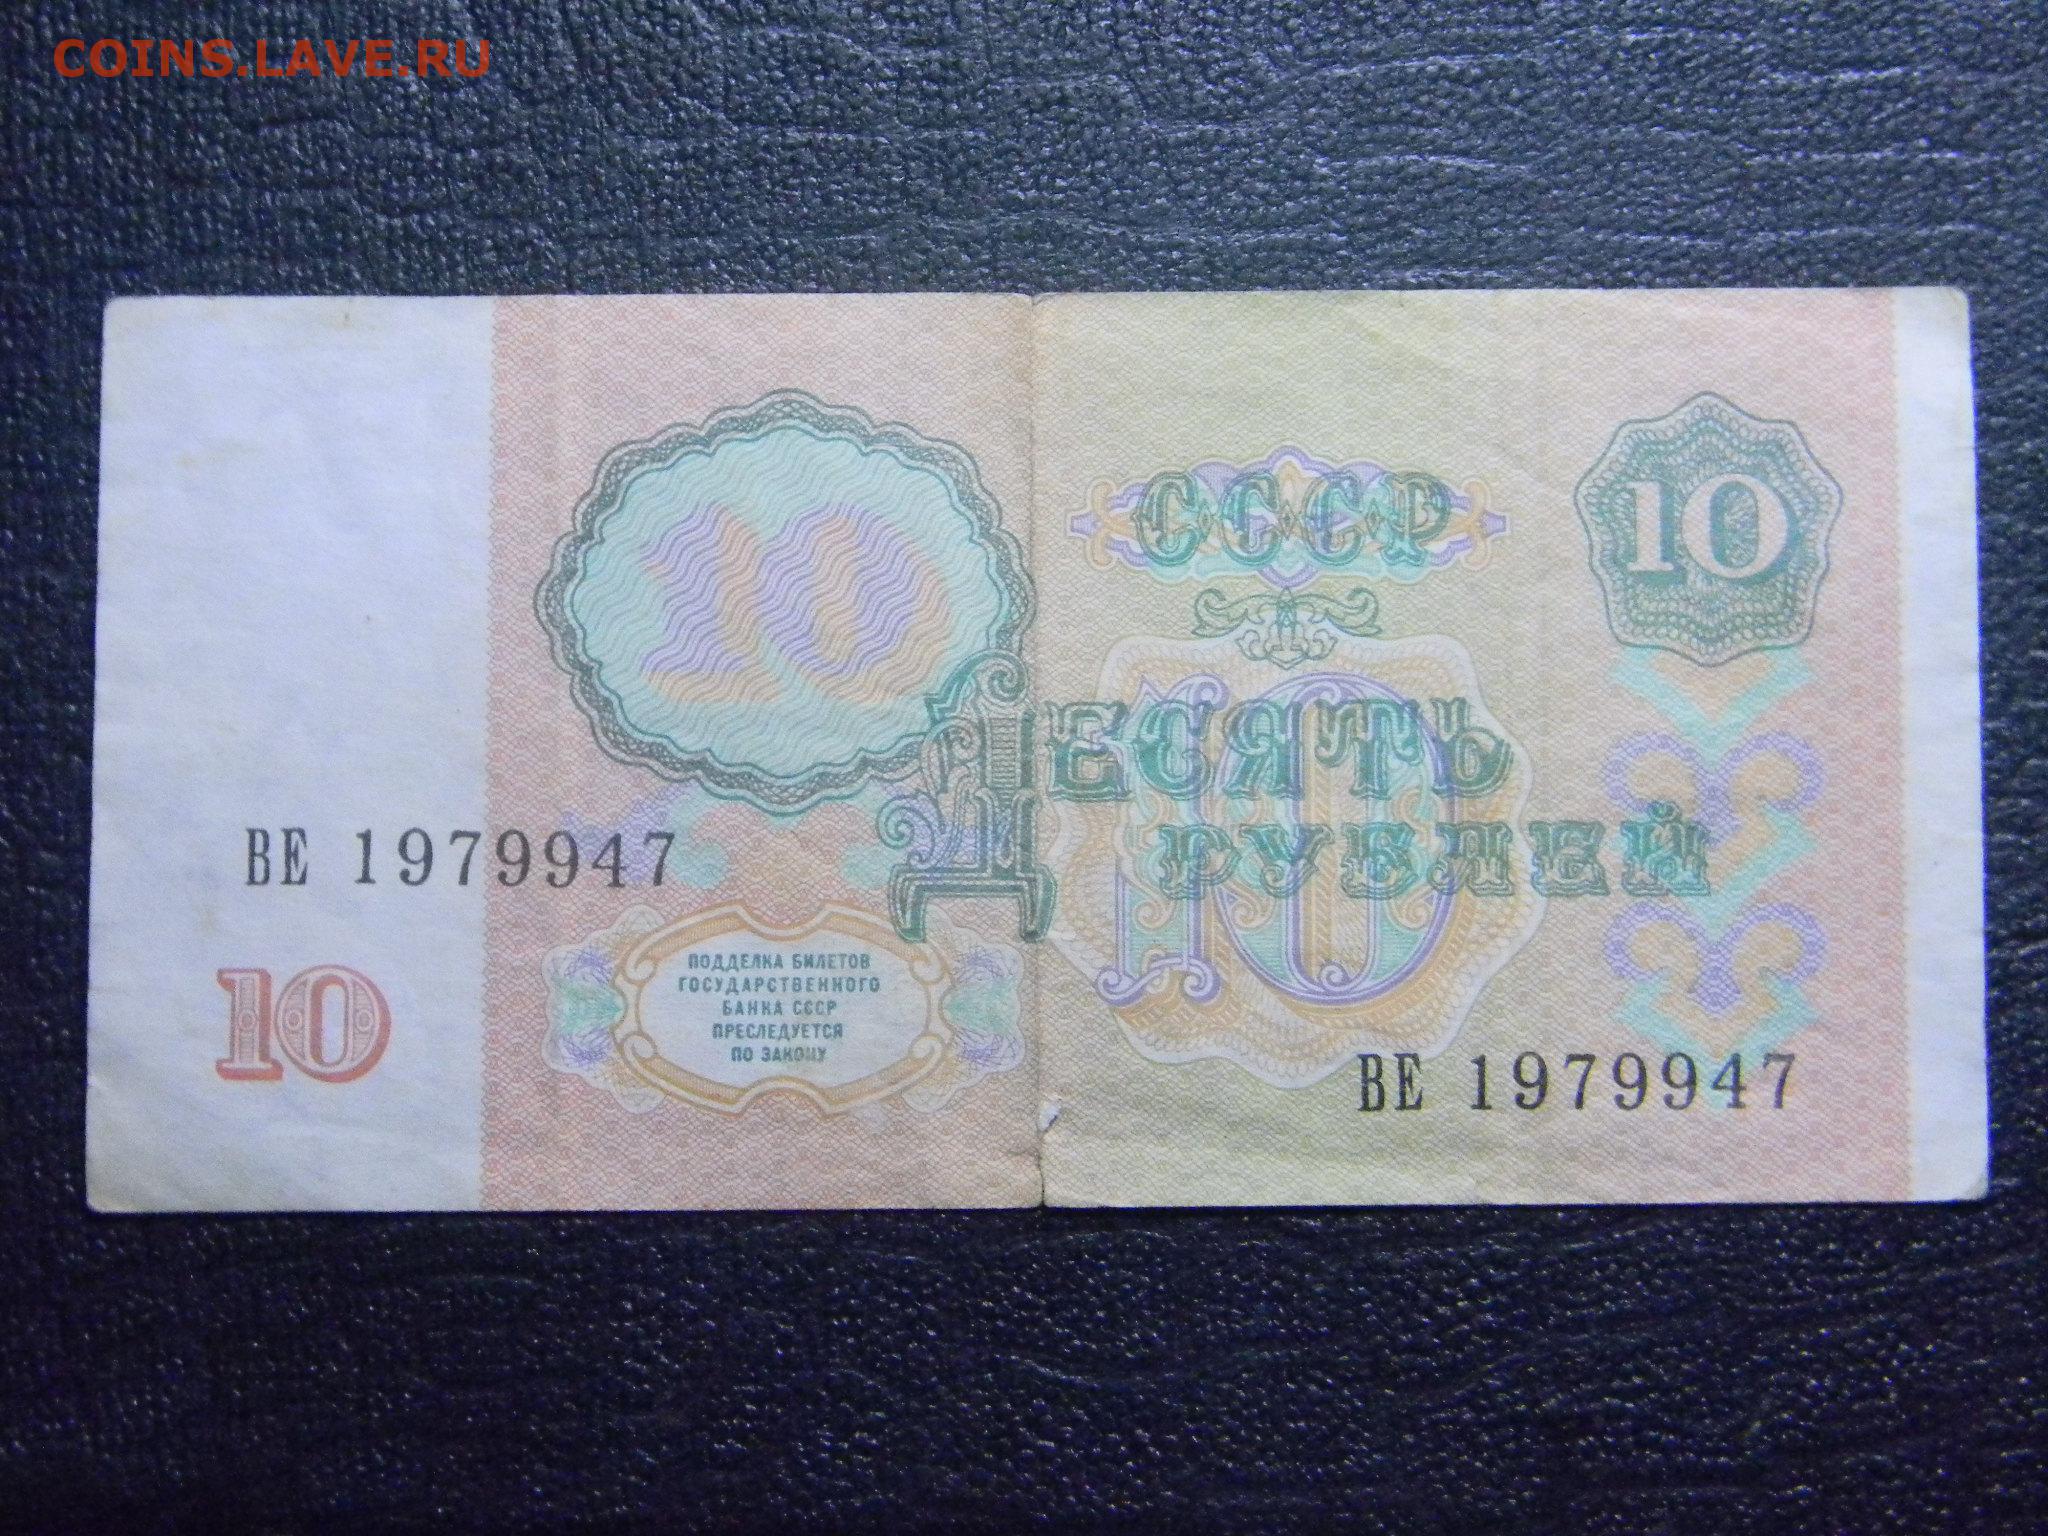 COINS.LAVE.RU
10
СССР
10
10
ДЕСЯТЬ
РУБЛЕЙ
ВЕ 1979947
10
ПОДДЕЛКА БИЛЕТОВ
ГОСУДАРСТВЕННОГО
БАНКА СССР
ПРЕСЛЕДУЕТСЯ
ПО ЗАКОНУ
ВЕ 1979947